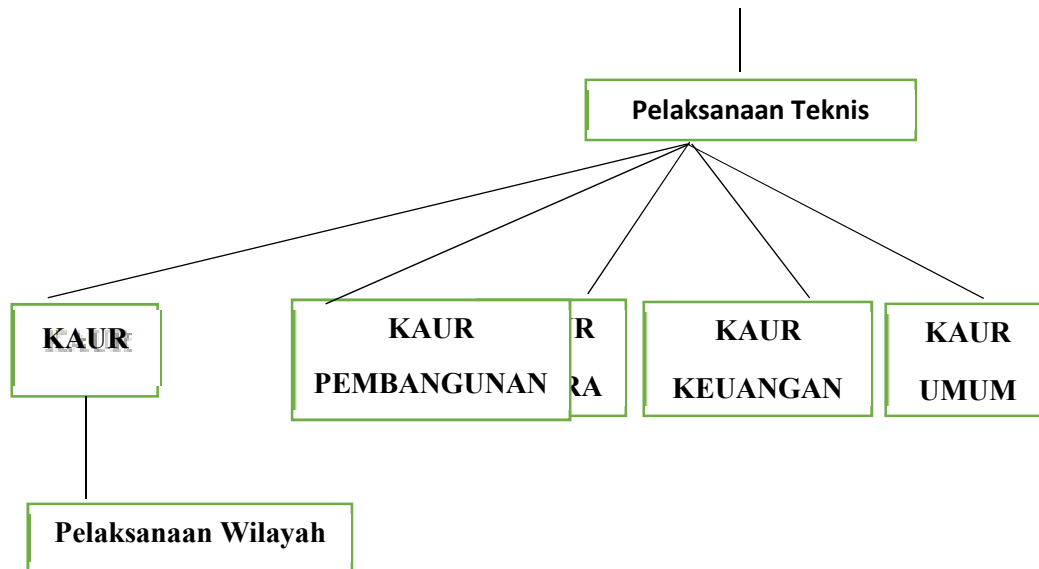 Pelaksanaan Teknis
KAUR
KAUR
PEMBANGUNAN
KAUR
KEUANGAN
KAUR
UMUM
Pelaksanaan Wilayah